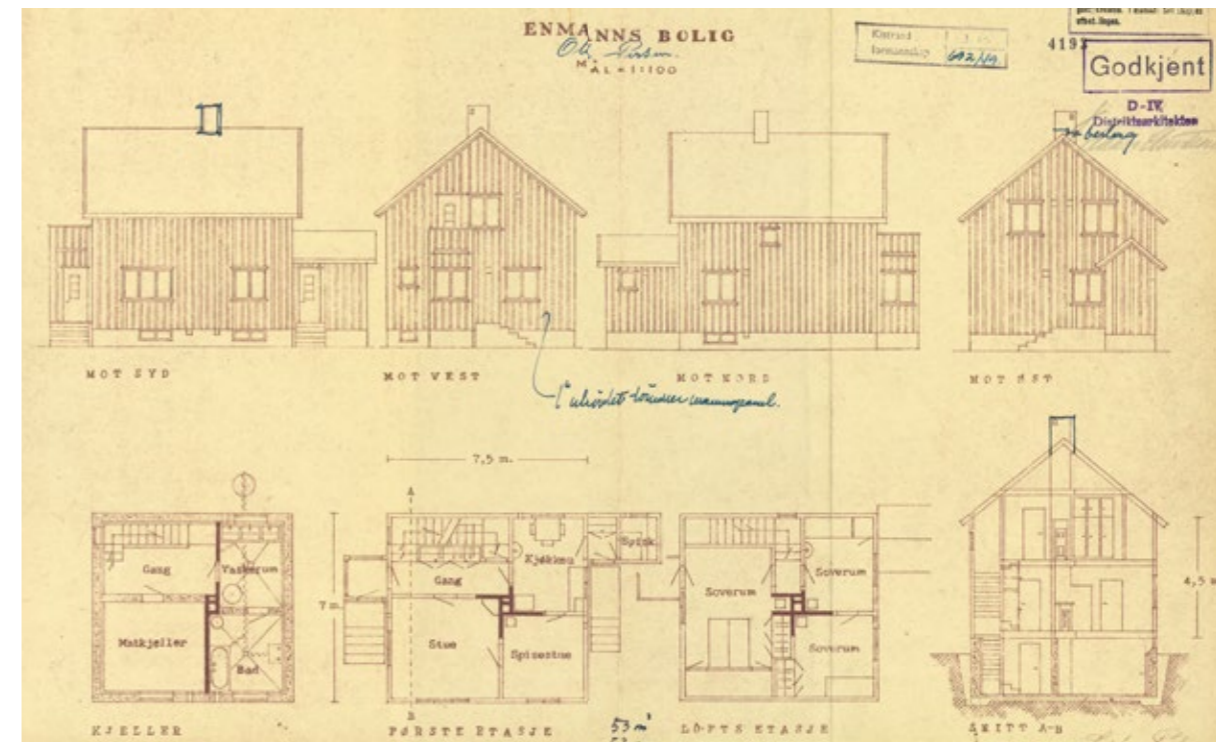 ENMANNS BOLIG
MÅL = 1:100
692/49
4193
Godkjent
D-IV
Distriktsarkitekten
MOT SYD
MOT VEST
MOT NORD
MOT ØST
7,5 m.
A
Gang
Vaskerum
Matkjeller
Bad
7 m.
Gang
Kjøkken
Spisk
Stue
Spisestue
B
Soverum
Soverum
Soverum
4,5 m
KJELLER
FØRSTE ETASJE
53 m²
LOFTS ETASJE
SNITT A-B